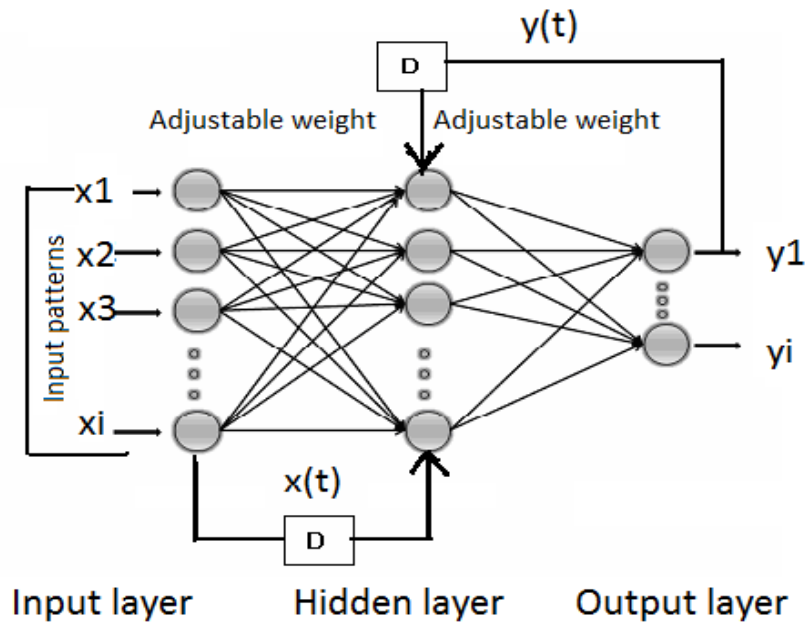 y(t)
D
Adjustable weight
Adjustable weight
x1
x2
x3
xi
Input patterns
y1
yi
x(t)
D
Input layer
Hidden layer
Output layer